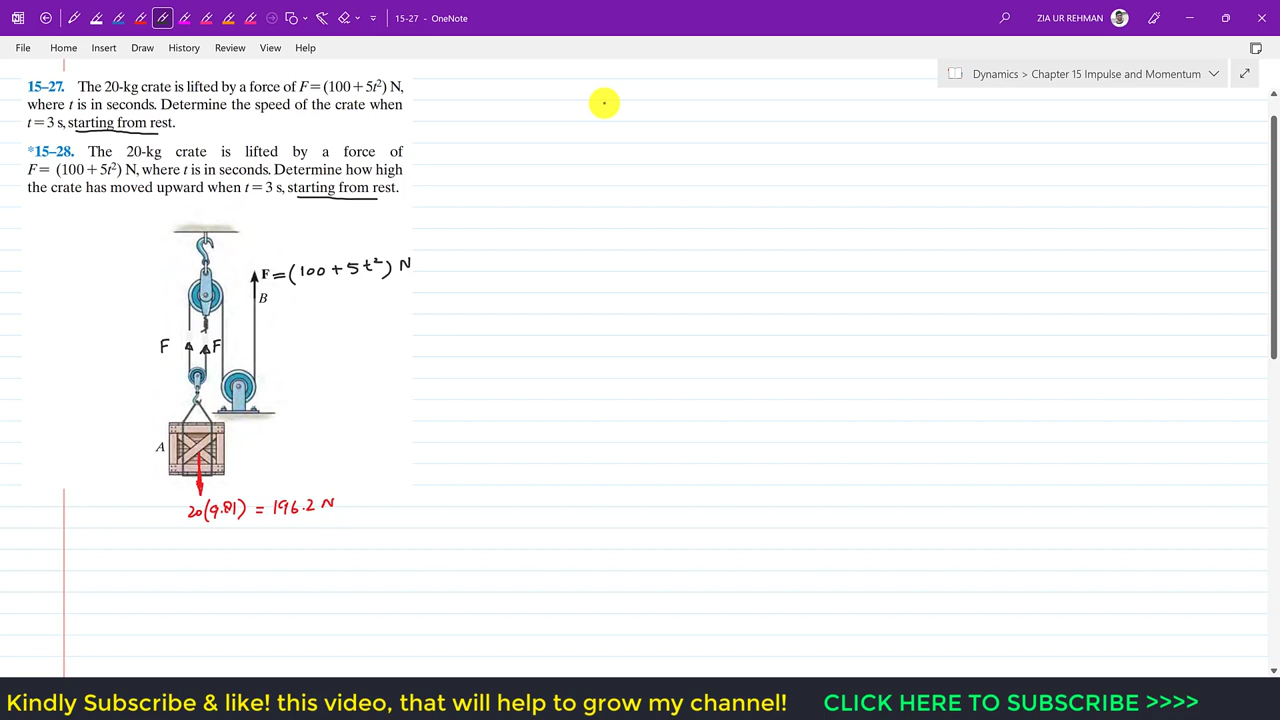 15-27 - OneNote
ZIA UR REHMAN
File Home Insert Draw History Review View Help
Dynamics > Chapter 15 Impulse and Momentum
15–27. The 20-kg crate is lifted by a force of F = (100 + 5t²) N,
where t is in seconds. Determine the speed of the crate when
t = 3 s, starting from rest.
*15–28. The 20-kg crate is lifted by a force of
F = (100 + 5t²) N, where t is in seconds. Determine how high
the crate has moved upward when t = 3 s, starting from rest.
F = (100 + 5t²) N
B
F F
A
20(9.81) = 196.2 N
Kindly Subscribe & like! this video, that will help to grow my channel! CLICK HERE TO SUBSCRIBE >>>>